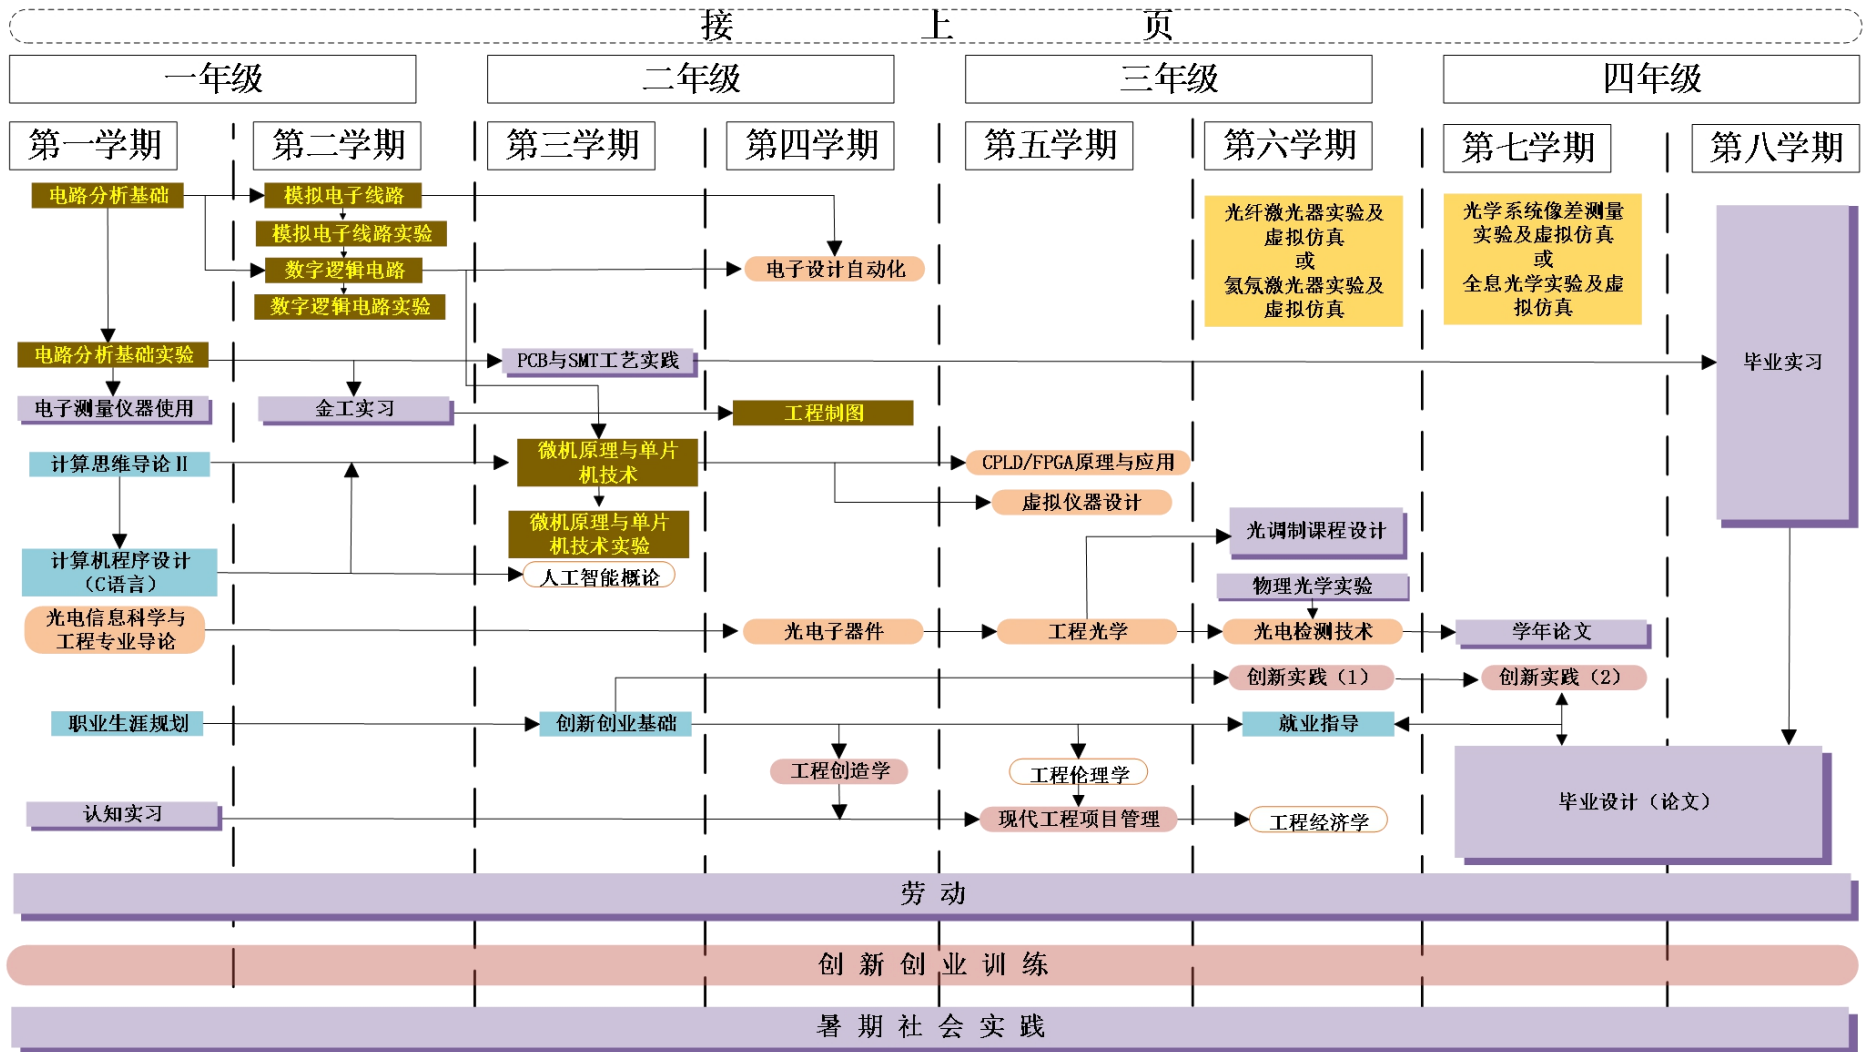 接 上 页
一年级
二年级
三年级
四年级
第一学期
第二学期
第三学期
第四学期
第五学期
第六学期
第七学期
第八学期
电路分析基础
模拟电子线路
模拟电子线路实验
数字逻辑电路
数字逻辑电路实验
电子设计自动化
光纤激光器实验及
虚拟仿真
或
氦氖激光器实验及
虚拟仿真
光学系统像差测量
实验及虚拟仿真
或
全息光学实验及虚
拟仿真
电路分析基础实验
PCB与SMT工艺实践
毕业实习
电子测量仪器使用
金工实习
工程制图
计算思维导论Ⅱ
微机原理与单片
机技术
CPLD/FPGA原理与应用
虚拟仪器设计
微机原理与单片
机技术实验
光调制课程设计
计算机程序设计
（C语言）
人工智能概论
物理光学实验
光电信息科学与
工程专业导论
光电子器件
工程光学
光电检测技术
学年论文
创新实践（1）
创新实践（2）
职业生涯规划
创新创业基础
就业指导
工程创造学
工程伦理学
毕业设计（论文）
认知实习
现代工程项目管理
工程经济学
劳 动
创 新 创 业 训 练
暑 期 社 会 实 践